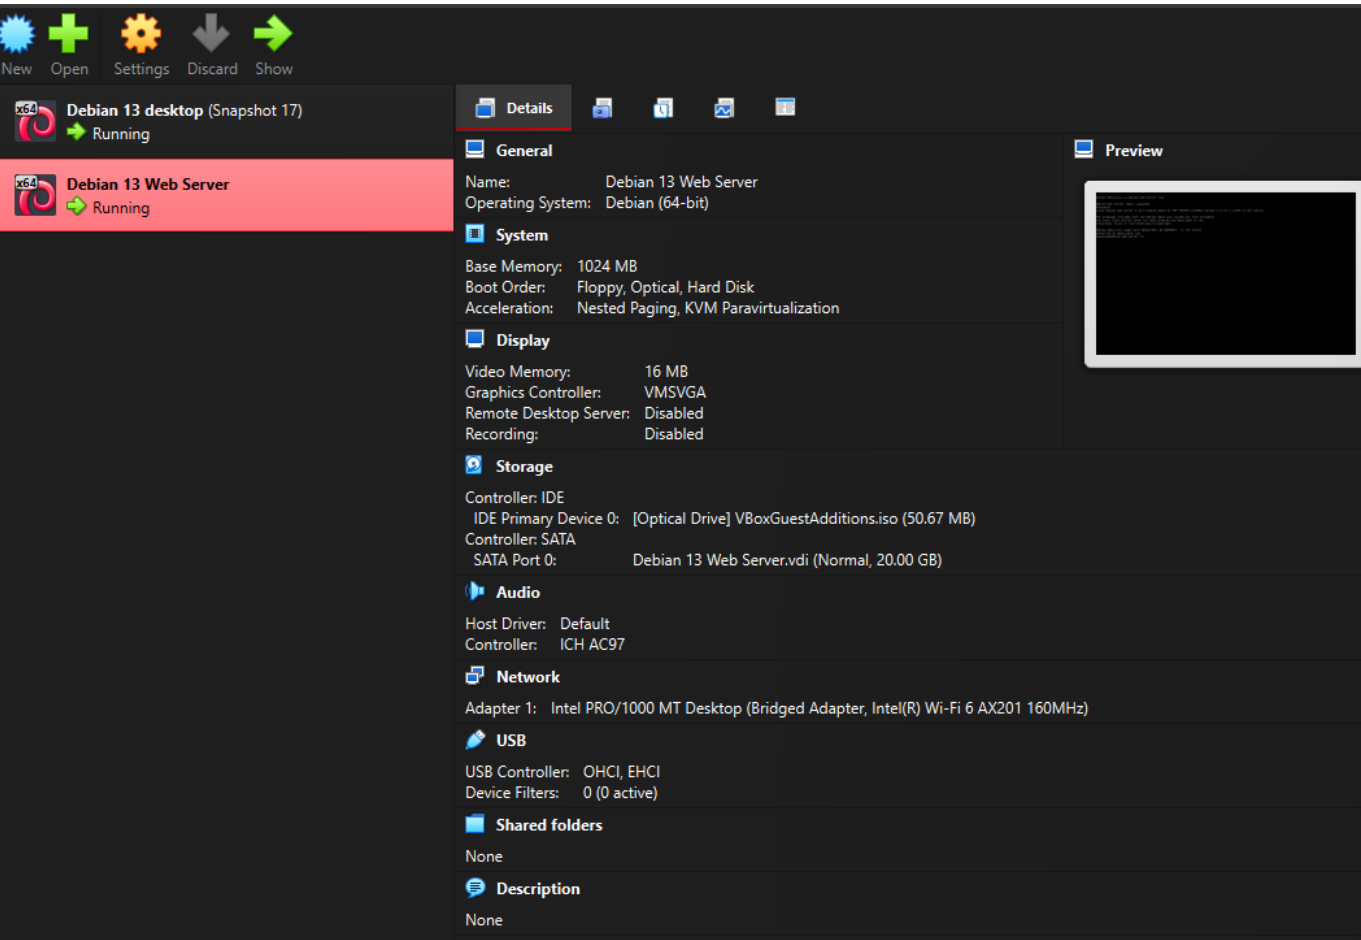 New Open Settings Discard Show
x64 Debian 13 desktop (Snapshot 17)
Running
x64 Debian 13 Web Server
Running
Details
General
Name: Debian 13 Web Server
Operating System: Debian (64-bit)
System
Base Memory: 1024 MB
Boot Order: Floppy, Optical, Hard Disk
Acceleration: Nested Paging, KVM Paravirtualization
Display
Video Memory: 16 MB
Graphics Controller: VMSVGA
Remote Desktop Server: Disabled
Recording: Disabled
Preview
Storage
Controller: IDE
IDE Primary Device 0: [Optical Drive] VBoxGuestAdditions.iso (50.67 MB)
Controller: SATA
SATA Port 0: Debian 13 Web Server.vdi (Normal, 20.00 GB)
Audio
Host Driver: Default
Controller: ICH AC97
Network
Adapter 1: Intel PRO/1000 MT Desktop (Bridged Adapter, Intel(R) Wi-Fi 6 AX201 160MHz)
USB
USB Controller: OHCI, EHCI
Device Filters: 0 (0 active)
Shared folders
None
Description
None